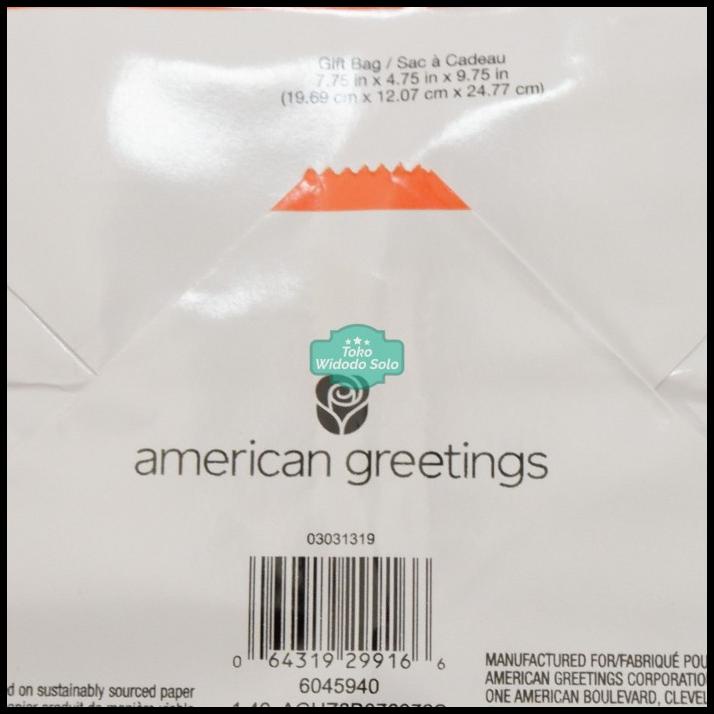 Gift Bag / Sac à Cadeau
7.75 in x 4.75 in x 9.75 in
(19.69 cm x 12.07 cm x 24.77 cm)
Toko
Widodo Solo
american greetings
03031319
0 64319 29916 6
6045940
d on sustainably sourced paper
MANUFACTURED FOR/FABRIQUÉ POU
AMERICAN GREETINGS CORPORATIO
ONE AMERICAN BOULEVARD, CLEVEL